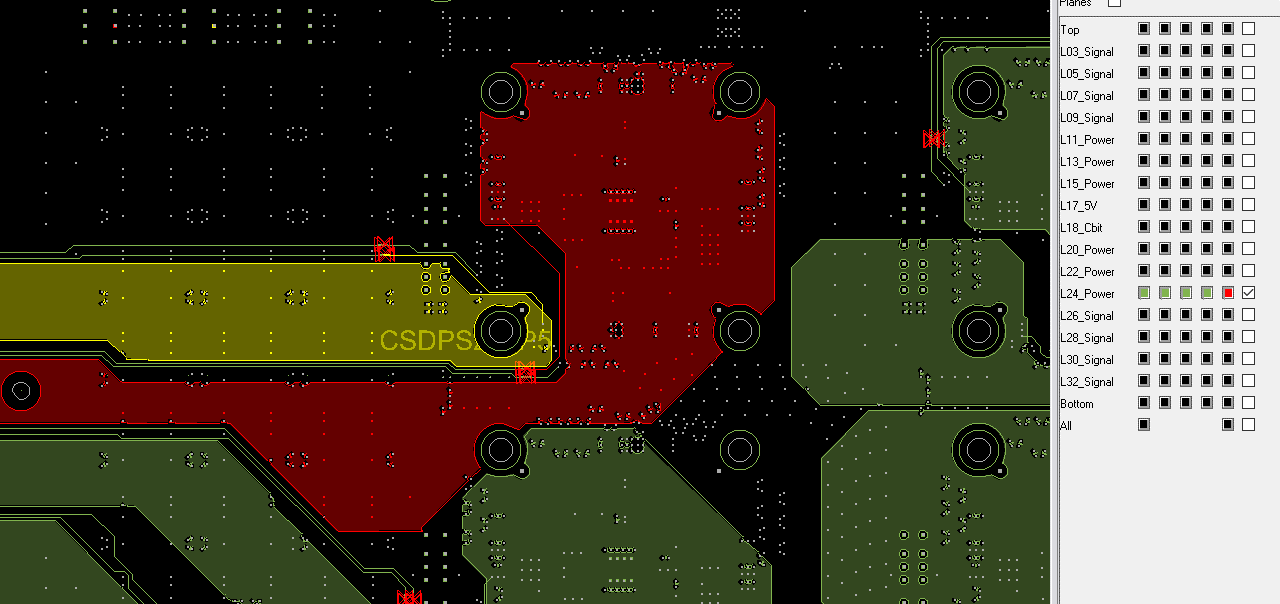 Planes
Top
L03_Signal
L05_Signal
L07_Signal
L09_Signal
L11_Power
L13_Power
L15_Power
L17_5V
L18_Cbit
L20_Power
L22_Power
L24_Power
L26_Signal
L28_Signal
L30_Signal
L32_Signal
Bottom
All